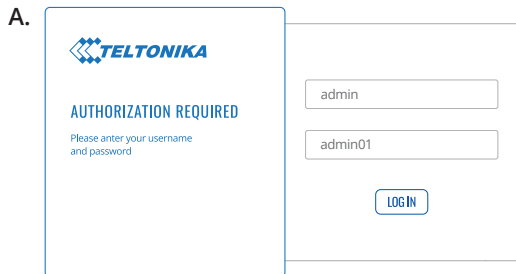 A.
TELTONIKA
AUTHORIZATION REQUIRED
Please anter your username
and password
admin
admin01
LOG IN